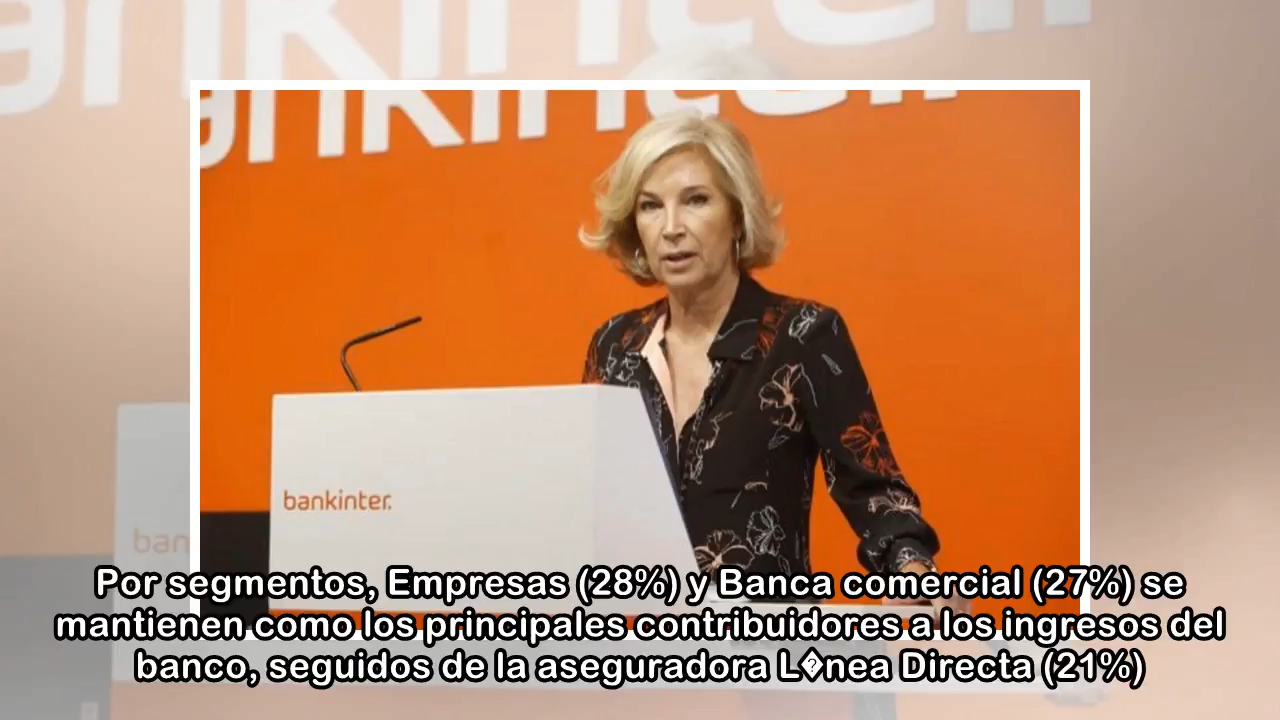 bankinter.
Por segmentos, Empresas (28%) y Banca comercial (27%) se
mantienen como los principales contribuidores a los ingresos del
banco, seguidos de la aseguradora L�nea Directa (21%)